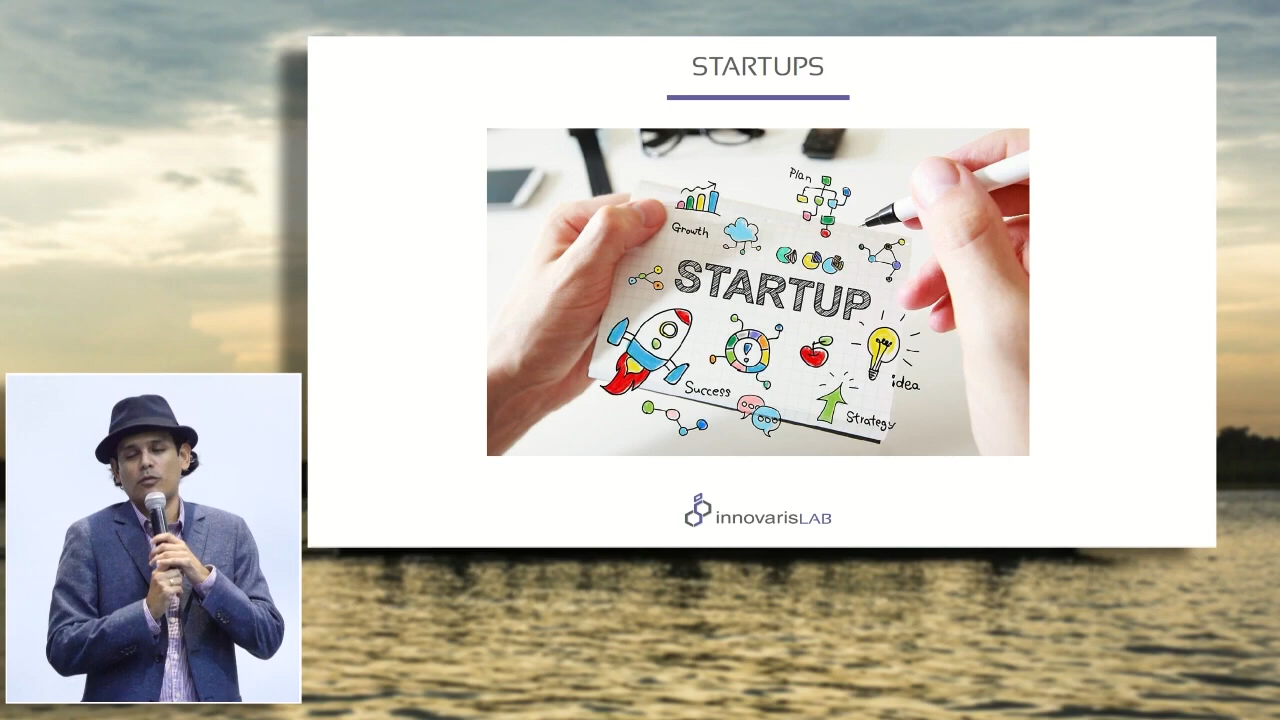 STARTUPS
Plan
Growth
STARTUP
Success
idea
Strategy
innovarisLAB